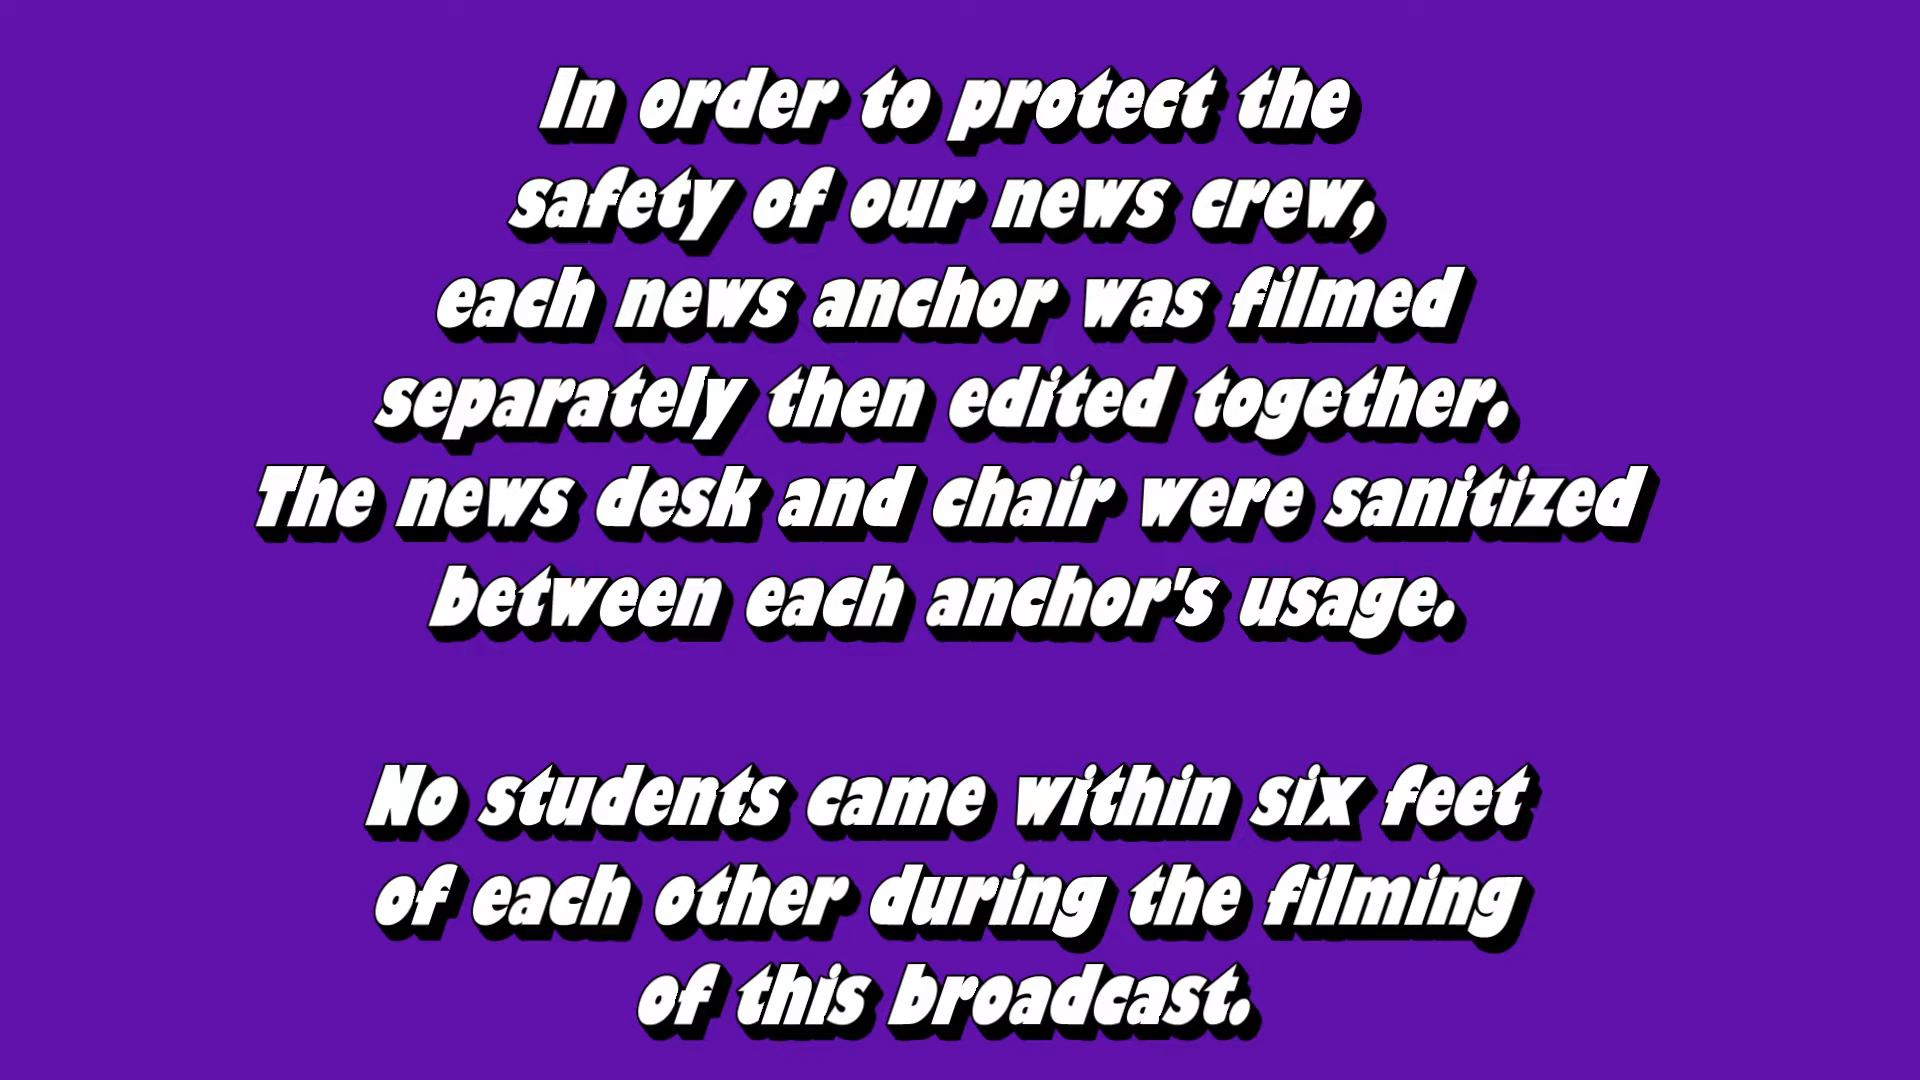 In order to protect the
safety of our news crew,
each news anchor was filmed
separately then edited together.
The news desk and chair were sanitized
between each anchor's usage.
No students came within six feet
of each other during the filming
of this broadcast.